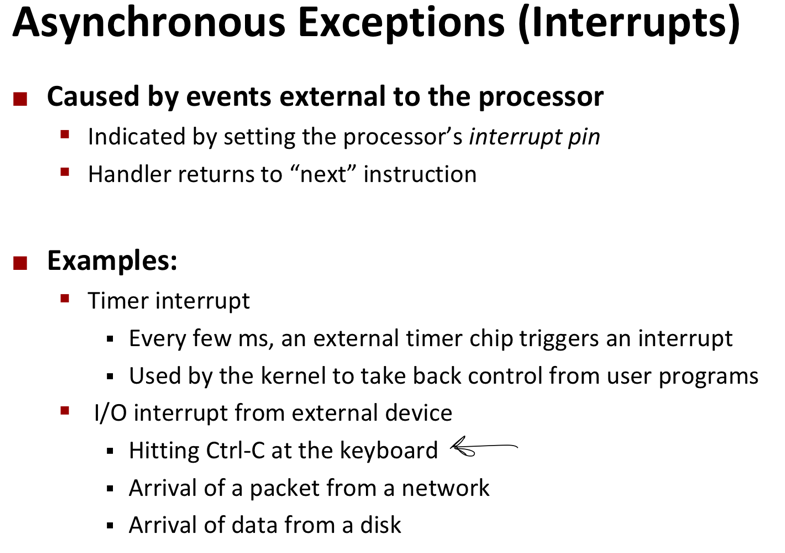 Asynchronous Exceptions (Interrupts)
Caused by events external to the processor
Indicated by setting the processor’s interrupt pin
Handler returns to “next” instruction
Examples:
Timer interrupt
Every few ms, an external timer chip triggers an interrupt
Used by the kernel to take back control from user programs
I/O interrupt from external device
Hitting Ctrl-C at the keyboard
Arrival of a packet from a network
Arrival of data from a disk